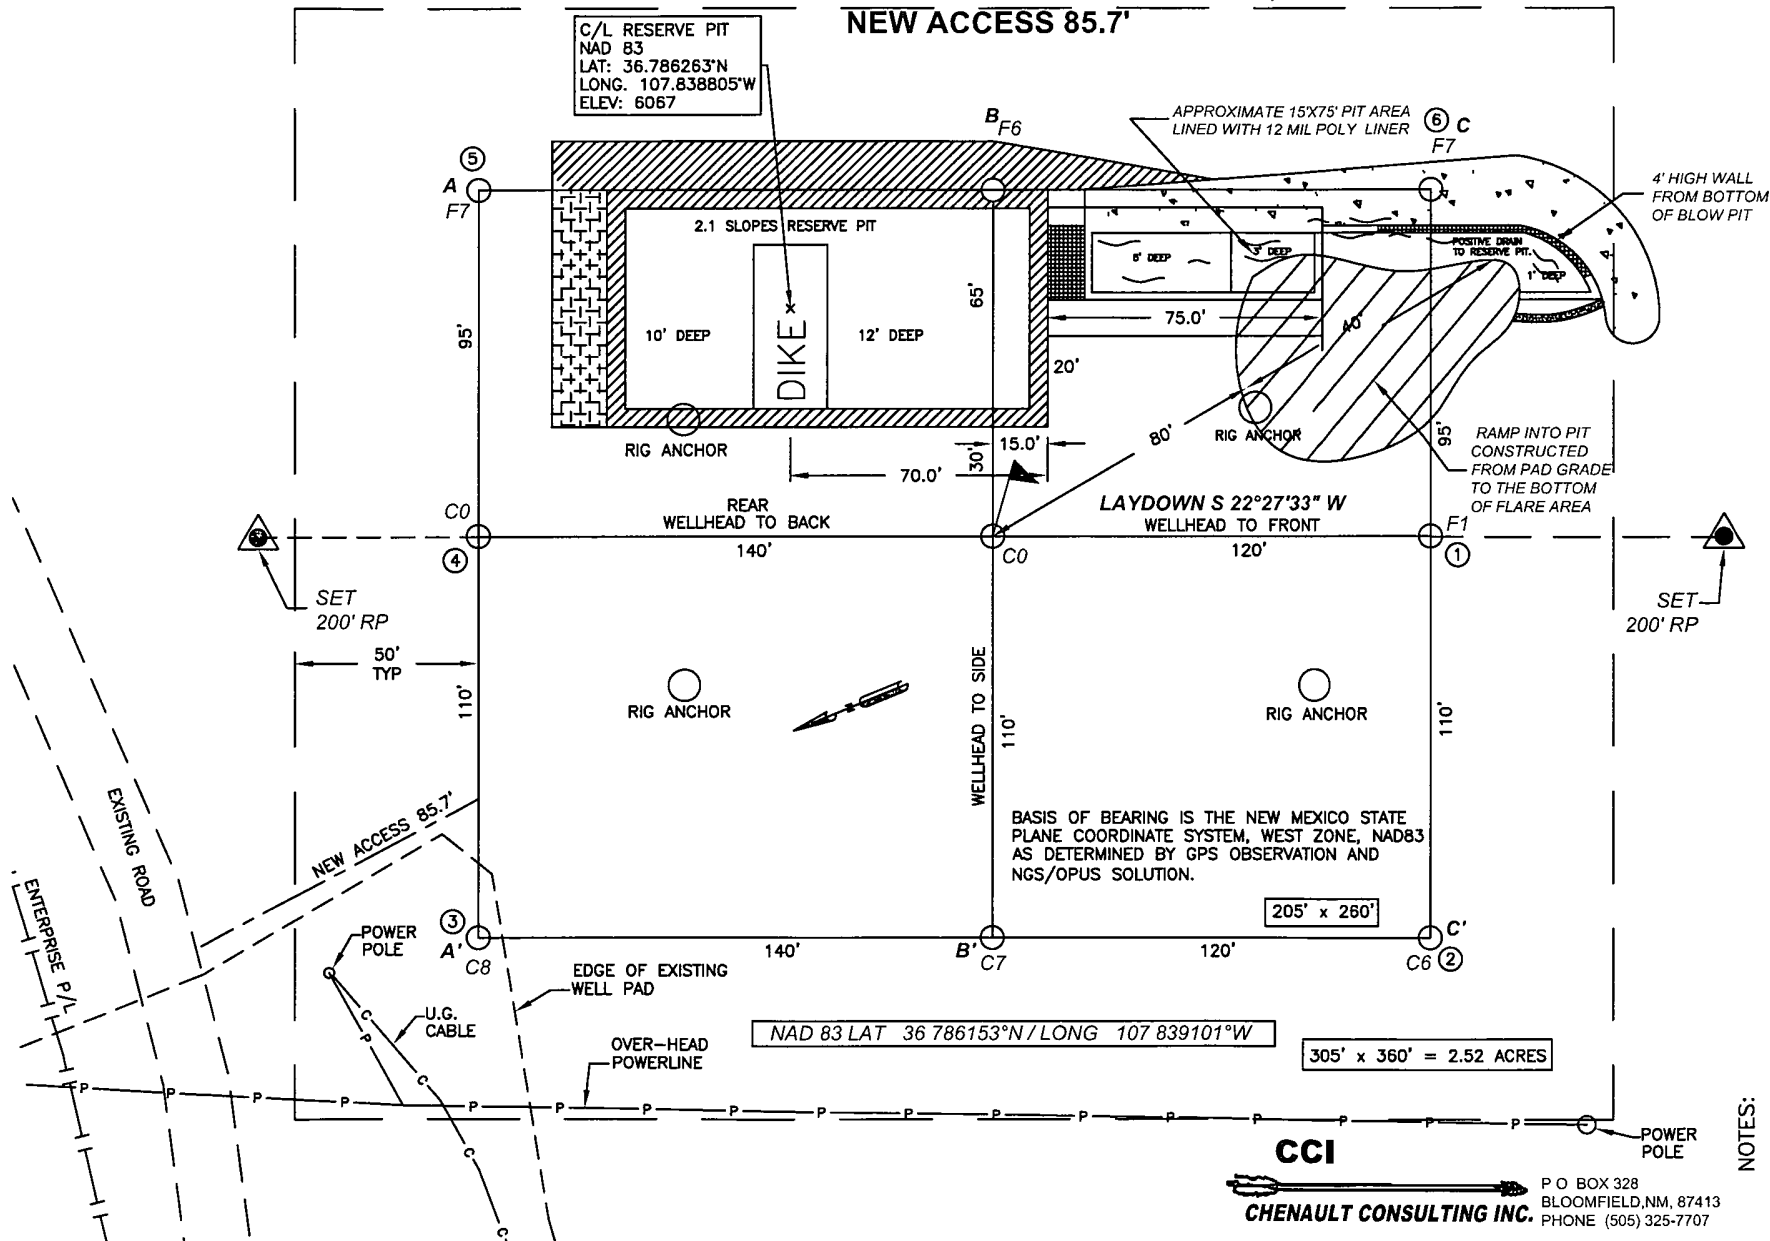 NEW ACCESS 85.7'
C/L RESERVE PIT
NAD 83
LAT: 36.786263°N
LONG. 107.838805°W
ELEV: 6067
B
F6
APPROXIMATE 15'X75' PIT AREA
LINED WITH 12 MIL POLY LINER
6 C
F7
5
A
F7
4' HIGH WALL
FROM BOTTOM
OF BLOW PIT
2.1 SLOPES RESERVE PIT
POSITIVE DRAIN
TO RESERVE PIT.
8' DEEP
5' DEEP
1' DEEP
95'
65'
75.0'
40'
10' DEEP
DIKE x
12' DEEP
20'
RIG ANCHOR
15.0'
30'
80'
RIG ANCHOR
95'
RAMP INTO PIT
CONSTRUCTED
FROM PAD GRADE
TO THE BOTTOM
OF FLARE AREA
70.0'
C0
REAR
WELLHEAD TO BACK
LAYDOWN S 22°27'33" W
WELLHEAD TO FRONT
F1
4
140'
C0
120'
1
SET
200' RP
SET
200' RP
50'
TYP
110'
RIG ANCHOR
WELLHEAD TO SIDE
110'
RIG ANCHOR
110'
EXISTING ROAD
NEW ACCESS 85.7'
BASIS OF BEARING IS THE NEW MEXICO STATE
PLANE COORDINATE SYSTEM, WEST ZONE, NAD83
AS DETERMINED BY GPS OBSERVATION AND
NGS/OPUS SOLUTION.
205' x 260'
ENTERPRISE P/L
POWER
POLE
3
A'
C8
140'
B'
C7
120'
C'
C6 2
EDGE OF EXISTING
WELL PAD
U.G.
CABLE
C
P
C
C
C
OVER-HEAD
POWERLINE
NAD 83 LAT 36 786153°N / LONG 107 839101°W
305' x 360' = 2.52 ACRES
P P P P P P P P P P P P P P P P P
POWER
POLE
NOTES:
CCI
CHENAULT CONSULTING INC.
P O BOX 328
BLOOMFIELD,NM, 87413
PHONE (505) 325-7707